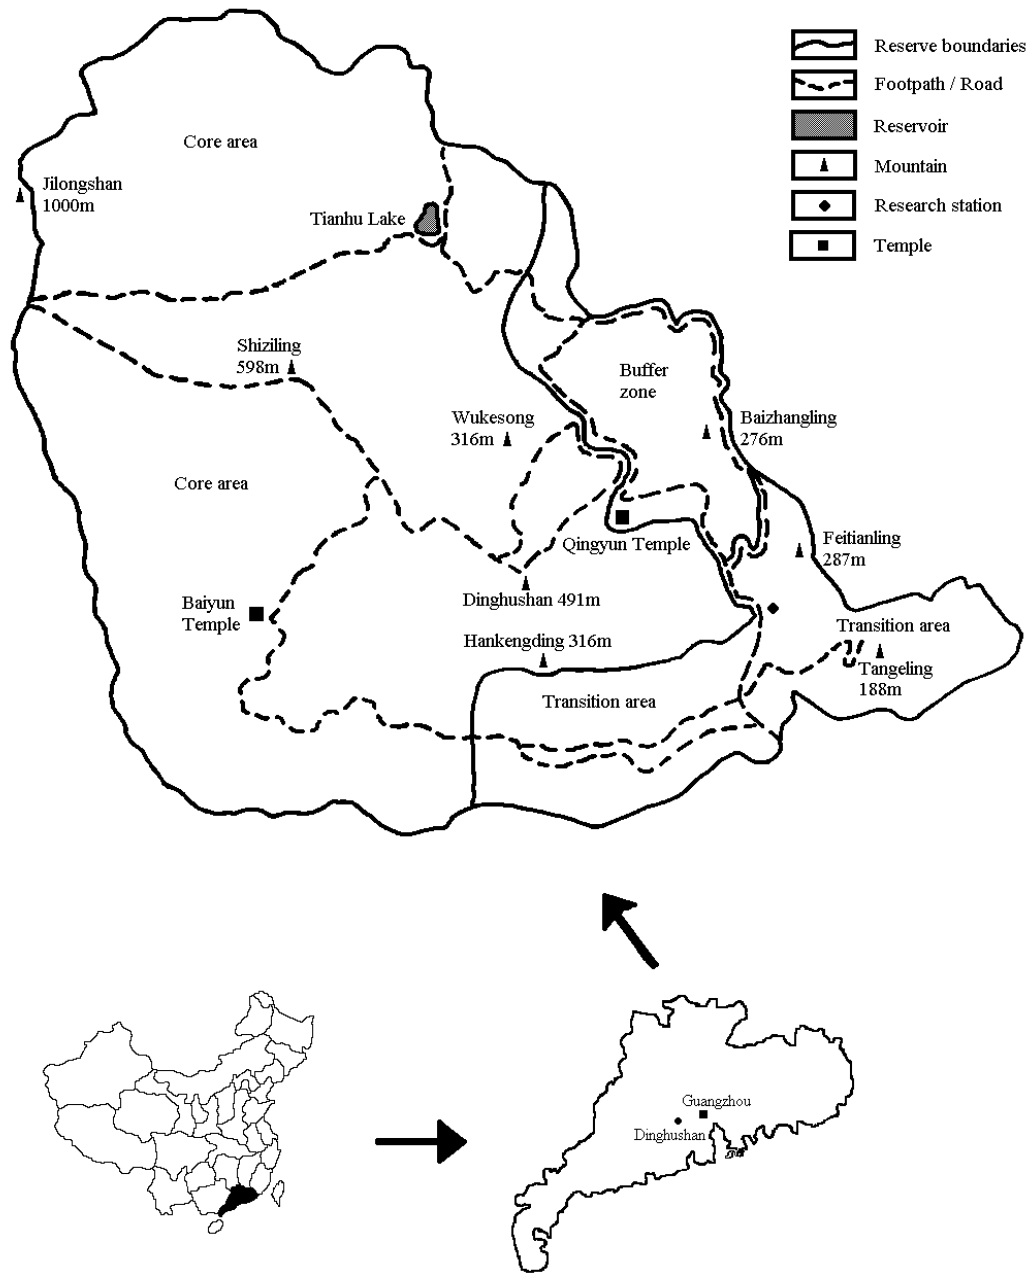 Reserve boundaries
Footpath / Road
Reservoir
Mountain
Research station
Temple
Core area
Jilongshan
1000m
Tianhu Lake
Shiziling
598m
Buffer
zone
Wukesong
316m
Baizhangling
276m
Core area
Qingyun Temple
Feitianling
287m
Dinghushan 491m
Baiyun
Temple
Hankengding 316m
Transition area
Tangeling
188m
Transition area
Guangzhou
Dinghushan